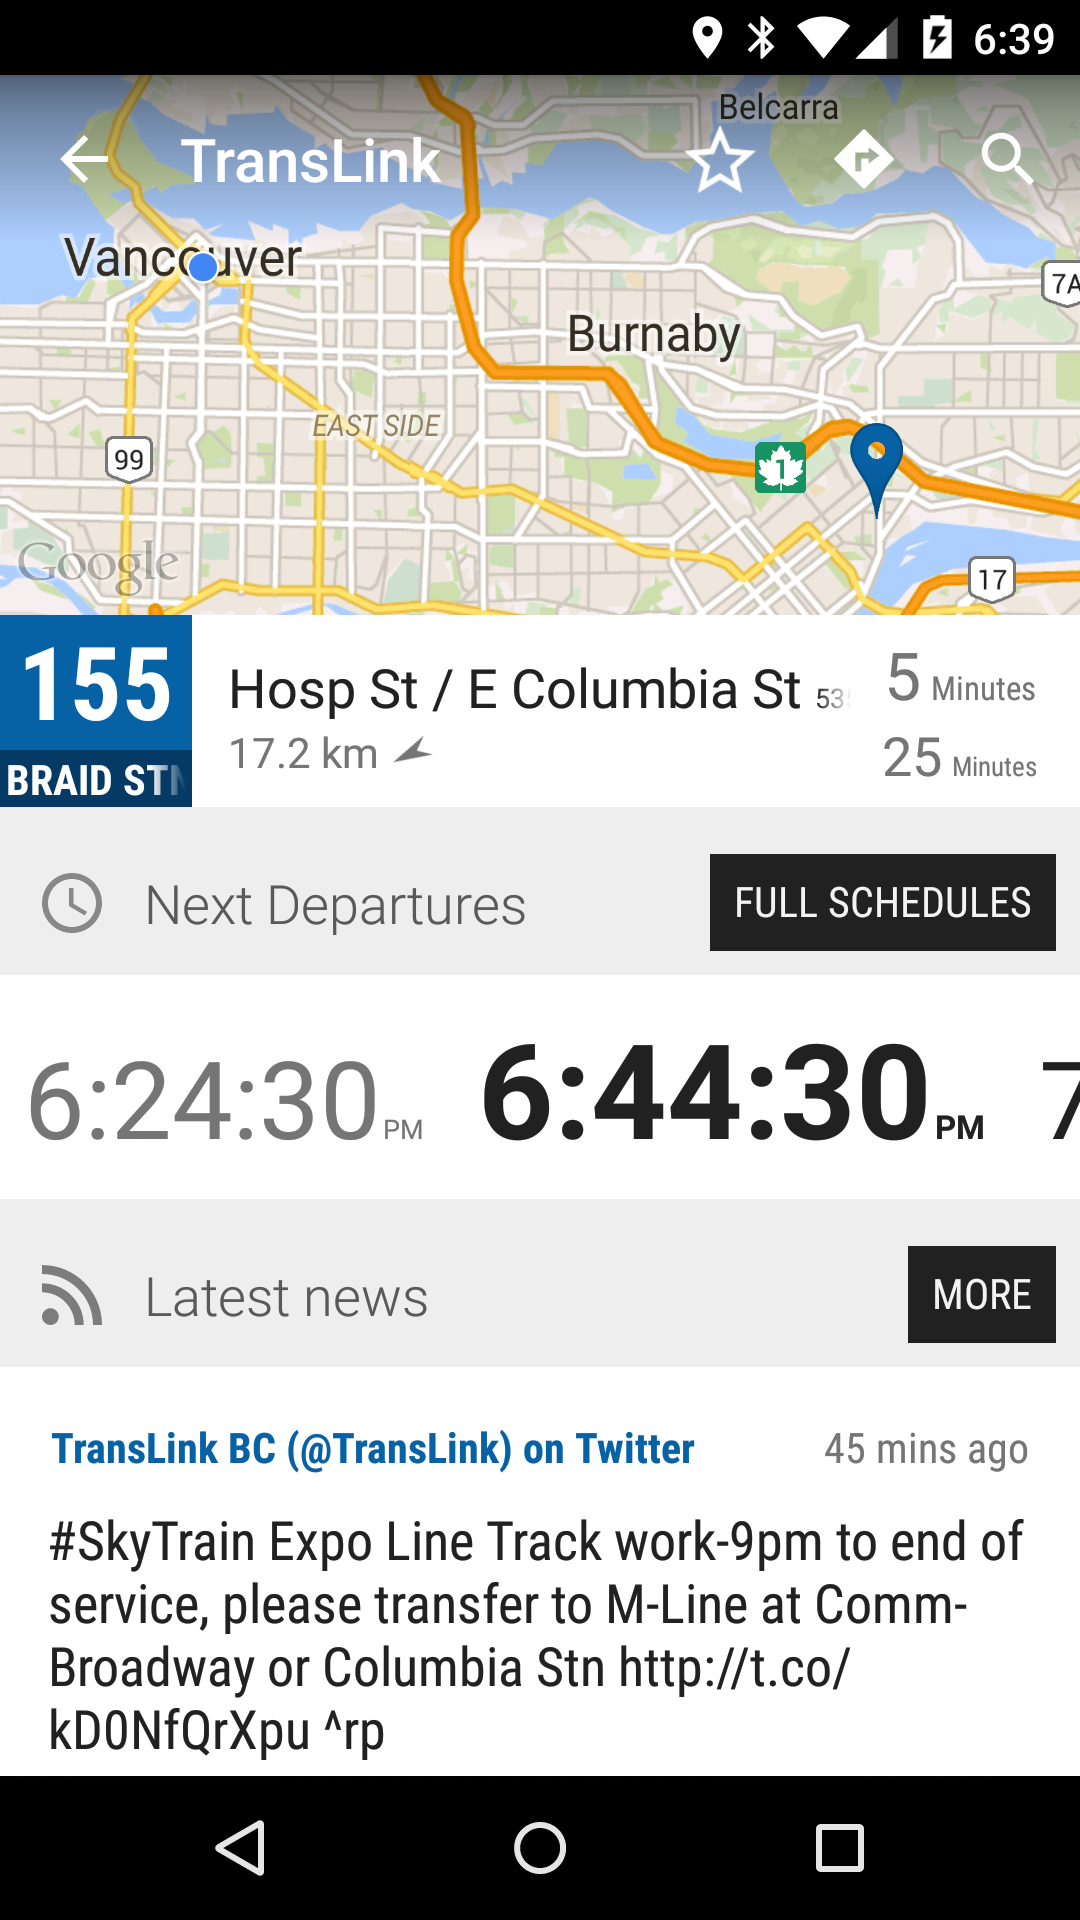 6:39
Belcarra
TransLink
Vancouver
7A
Burnaby
EAST SIDE
99
1
Google
17
155
Hosp St / E Columbia St
5 Minutes
17.2 km
25 Minutes
BRAID STN
Next Departures
FULL SCHEDULES
6:24:30 PM
6:44:30 PM
7
Latest news
MORE
TransLink BC (@TransLink) on Twitter
45 mins ago
#SkyTrain Expo Line Track work-9pm to end of
service, please transfer to M-Line at Comm-
Broadway or Columbia Stn http://t.co/
kD0NfQrXpu ^rp